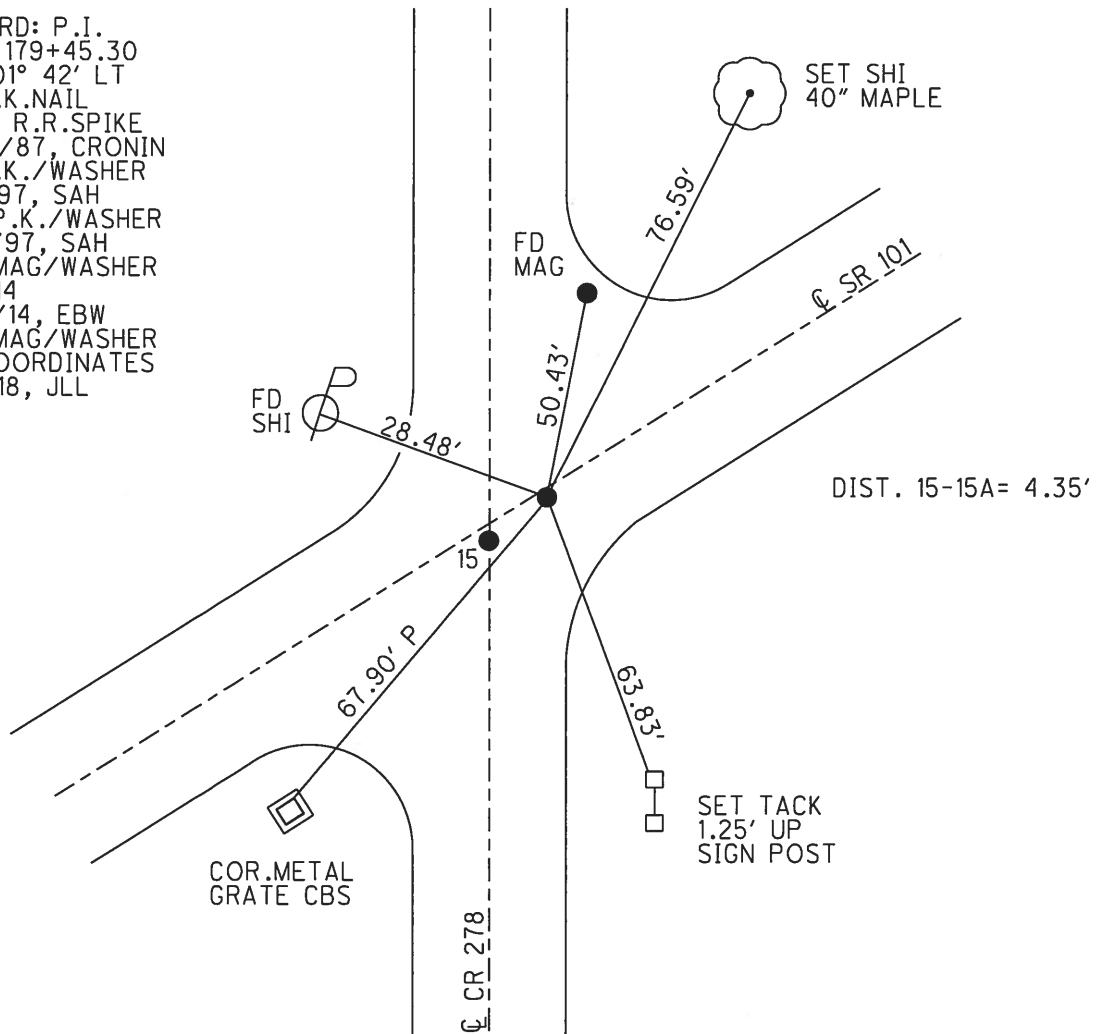 RD: P.I.
179+45.30
01° 42' LT
K.NAIL
R.R.SPIKE
/87, CRONIN
K./WASHER
97, SAH
P.K./WASHER
/97, SAH
MAG/WASHER
14
/14, EBW
MAG/WASHER
COORDINATES
18, JLL
SET SHI
40" MAPLE
76.59'
FD
MAG
℄ SR 101
50.43'
FD
SHI
28.48'
DIST. 15-15A= 4.35'
15
67.90' P
63.83'
SET TACK
1.25' UP
SIGN POST
COR.METAL
GRATE CBS
℄ CR 278